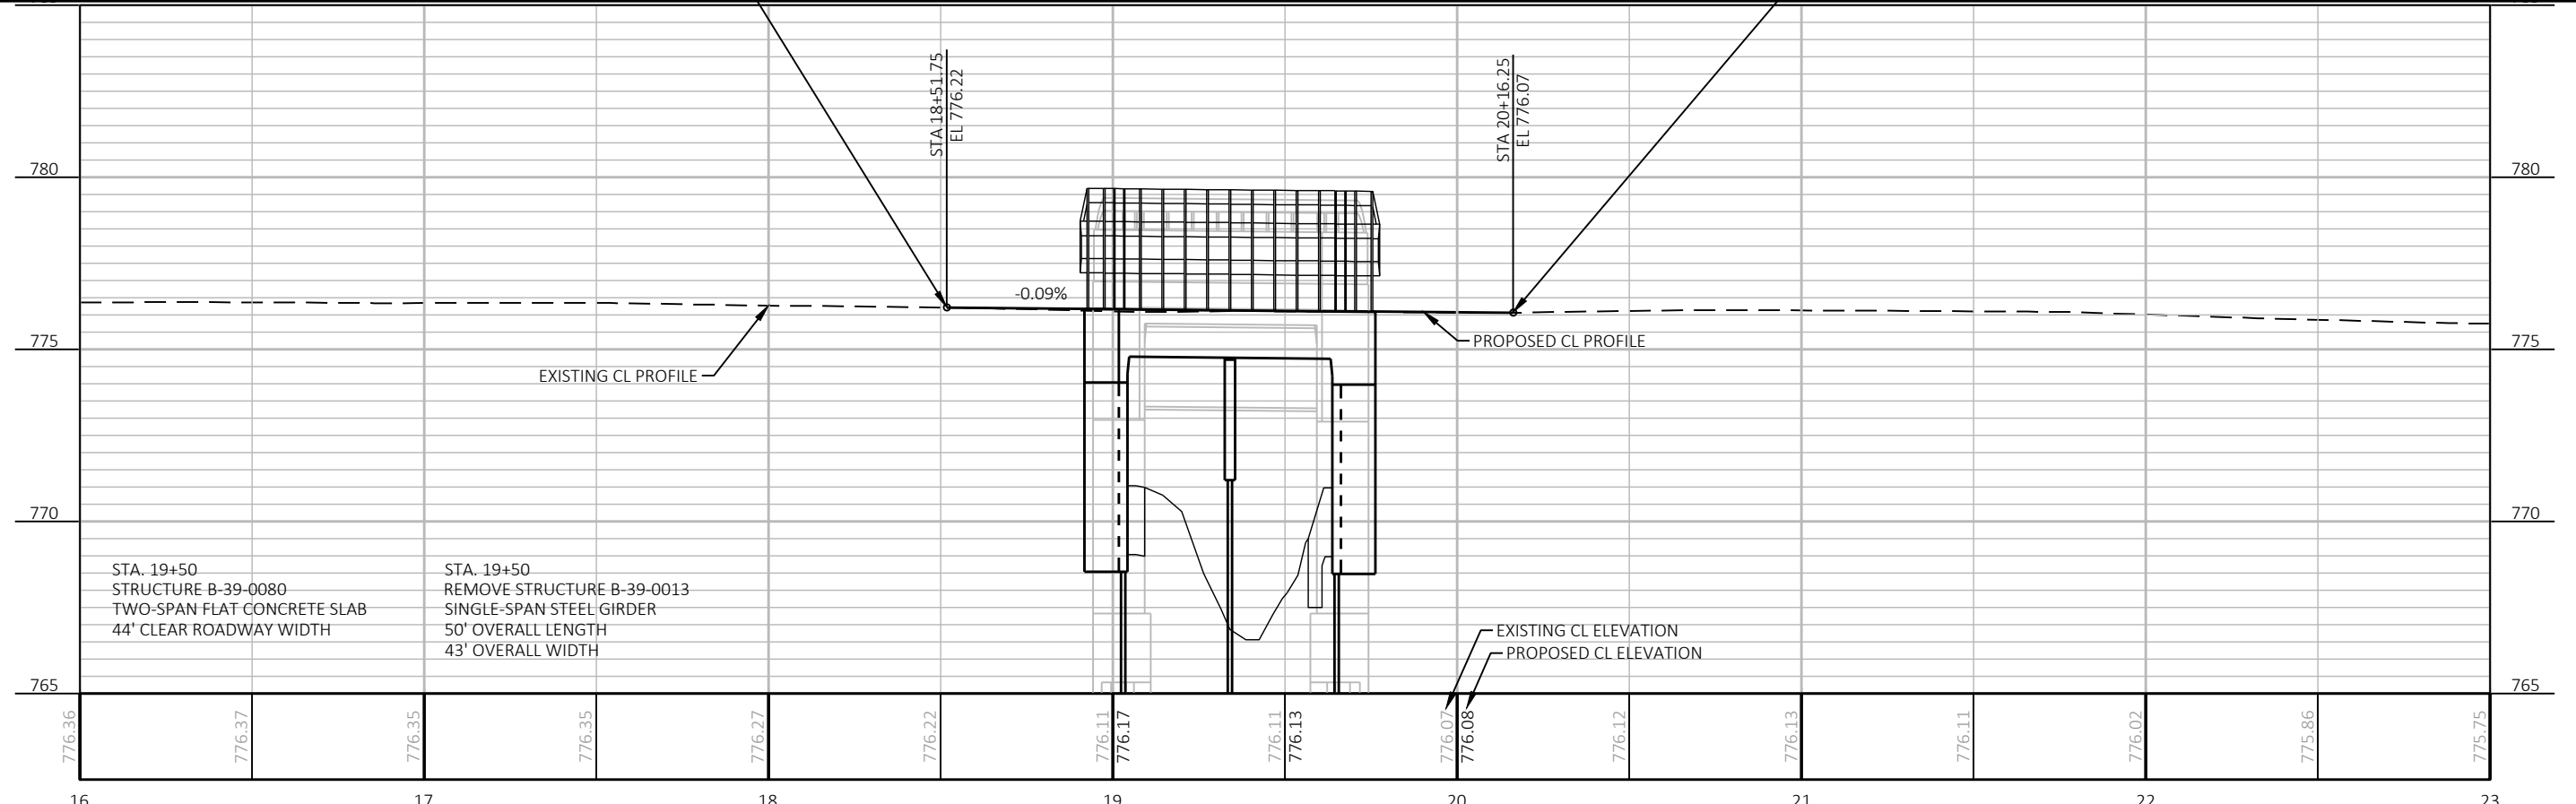 STA 18+51.75
EL 776.22
STA 20+16.25
EL 776.07
780
780
-0.09%
775
PROPOSED CL PROFILE
775
EXISTING CL PROFILE
770
770
STA. 19+50
STRUCTURE B-39-0080
TWO-SPAN FLAT CONCRETE SLAB
44' CLEAR ROADWAY WIDTH
STA. 19+50
REMOVE STRUCTURE B-39-0013
SINGLE-SPAN STEEL GIRDER
50' OVERALL LENGTH
43' OVERALL WIDTH
EXISTING CL ELEVATION
PROPOSED CL ELEVATION
765
765
776.36
776.37
776.35
776.35
776.27
776.22
776.11
776.17
776.11
776.13
776.07
776.08
776.12
776.13
776.11
776.02
775.86
775.75
16
17
18
19
20
21
22
23